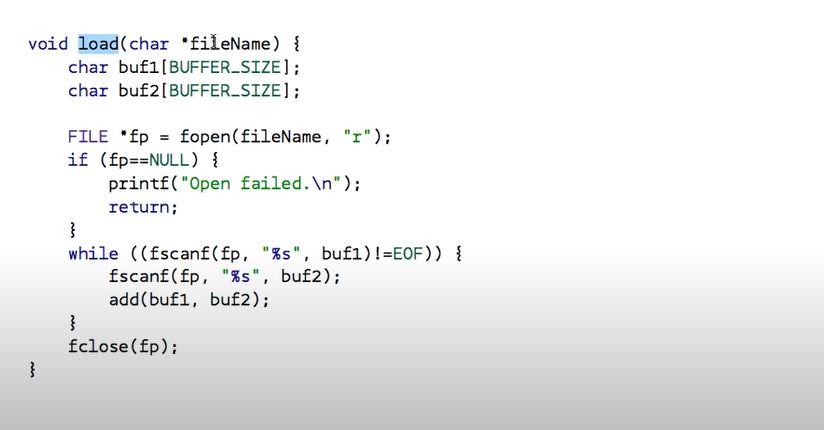 void load(char *fileName) {
    char buf1[BUFFER_SIZE];
    char buf2[BUFFER_SIZE];
    FILE *fp = fopen(fileName, "r");
    if (fp==NULL) {
        printf("Open failed.\n");
        return;
    }
    while ((fscanf(fp, "%s", buf1)!=EOF)) {
        fscanf(fp, "%s", buf2);
        add(buf1, buf2);
    }
    fclose(fp);
}